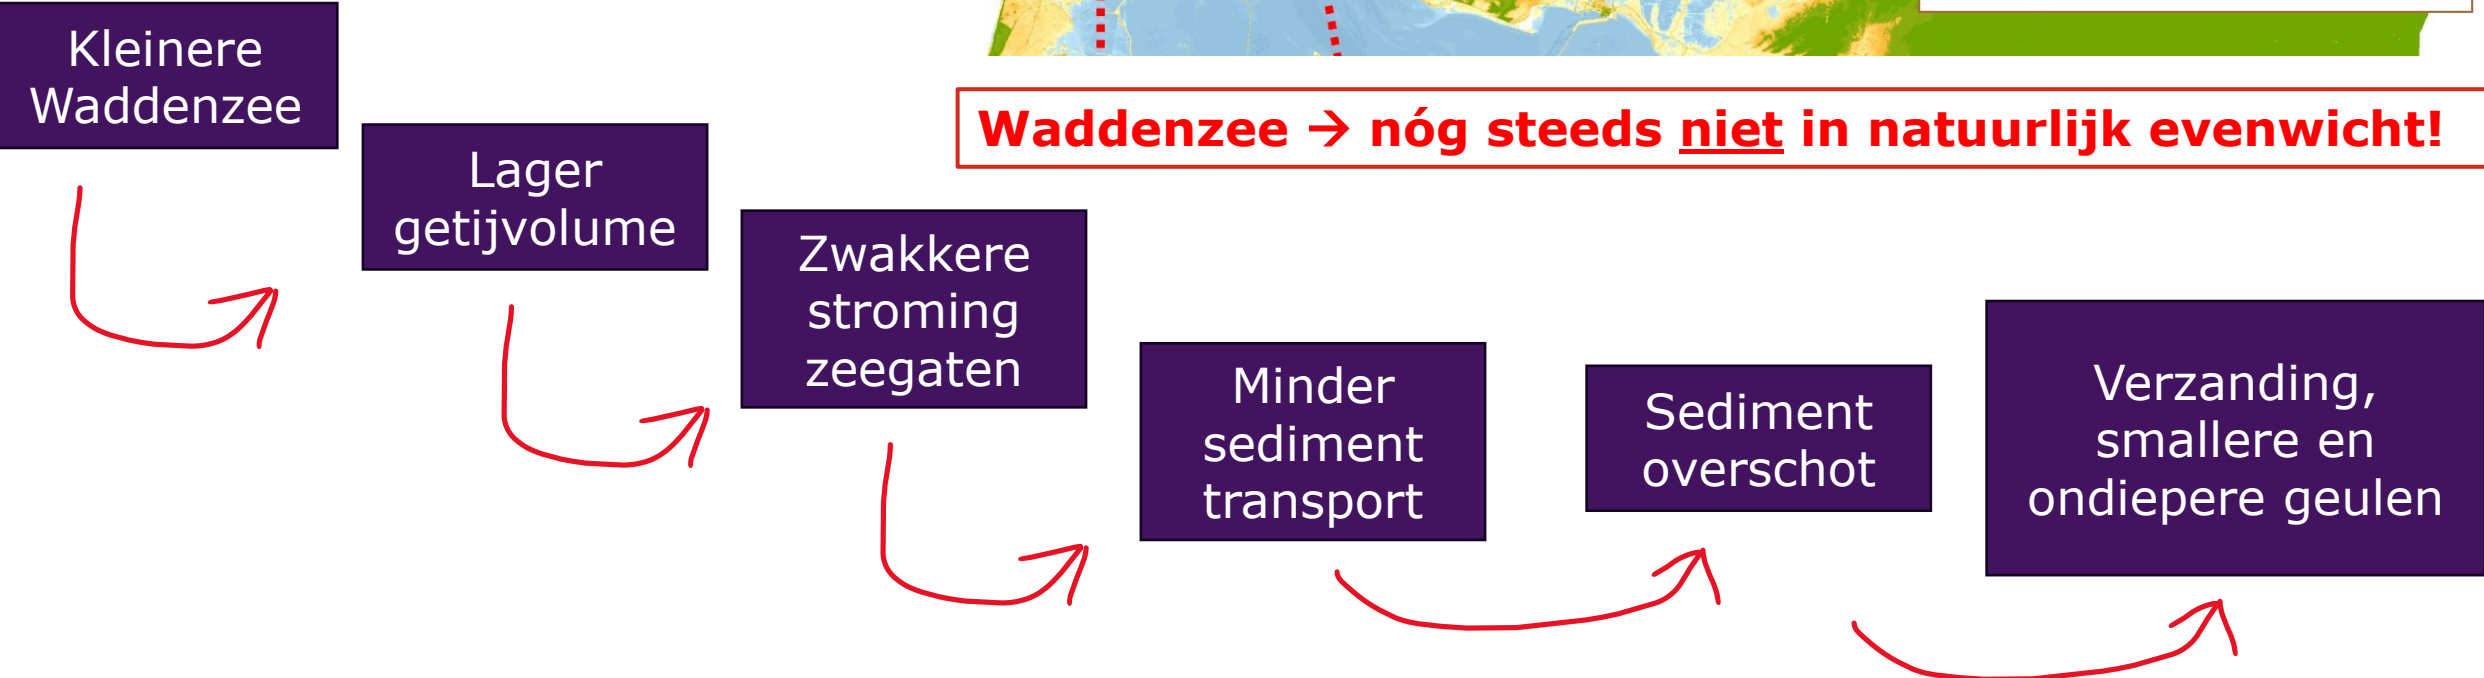 Kleinere
Waddenzee
Waddenzee → nóg steeds niet in natuurlijk evenwicht!
Lager
getijvolume
Zwakkere
stroming
zeegaten
Minder
sediment
transport
Sediment
overschot
Verzanding,
smallere en
ondiepere geulen